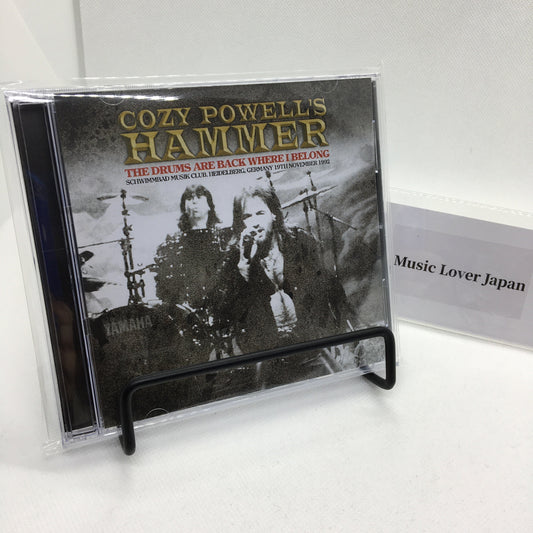 COZY POWELL'S
HAMMER
THE DRUMS ARE BACK WHERE I BELONG
SCHWIMMBAD MUSIK CLUB, HEIDELBERG, GERMANY 19TH NOVEMBER 1992
YAMAHA
Music Lover Japan